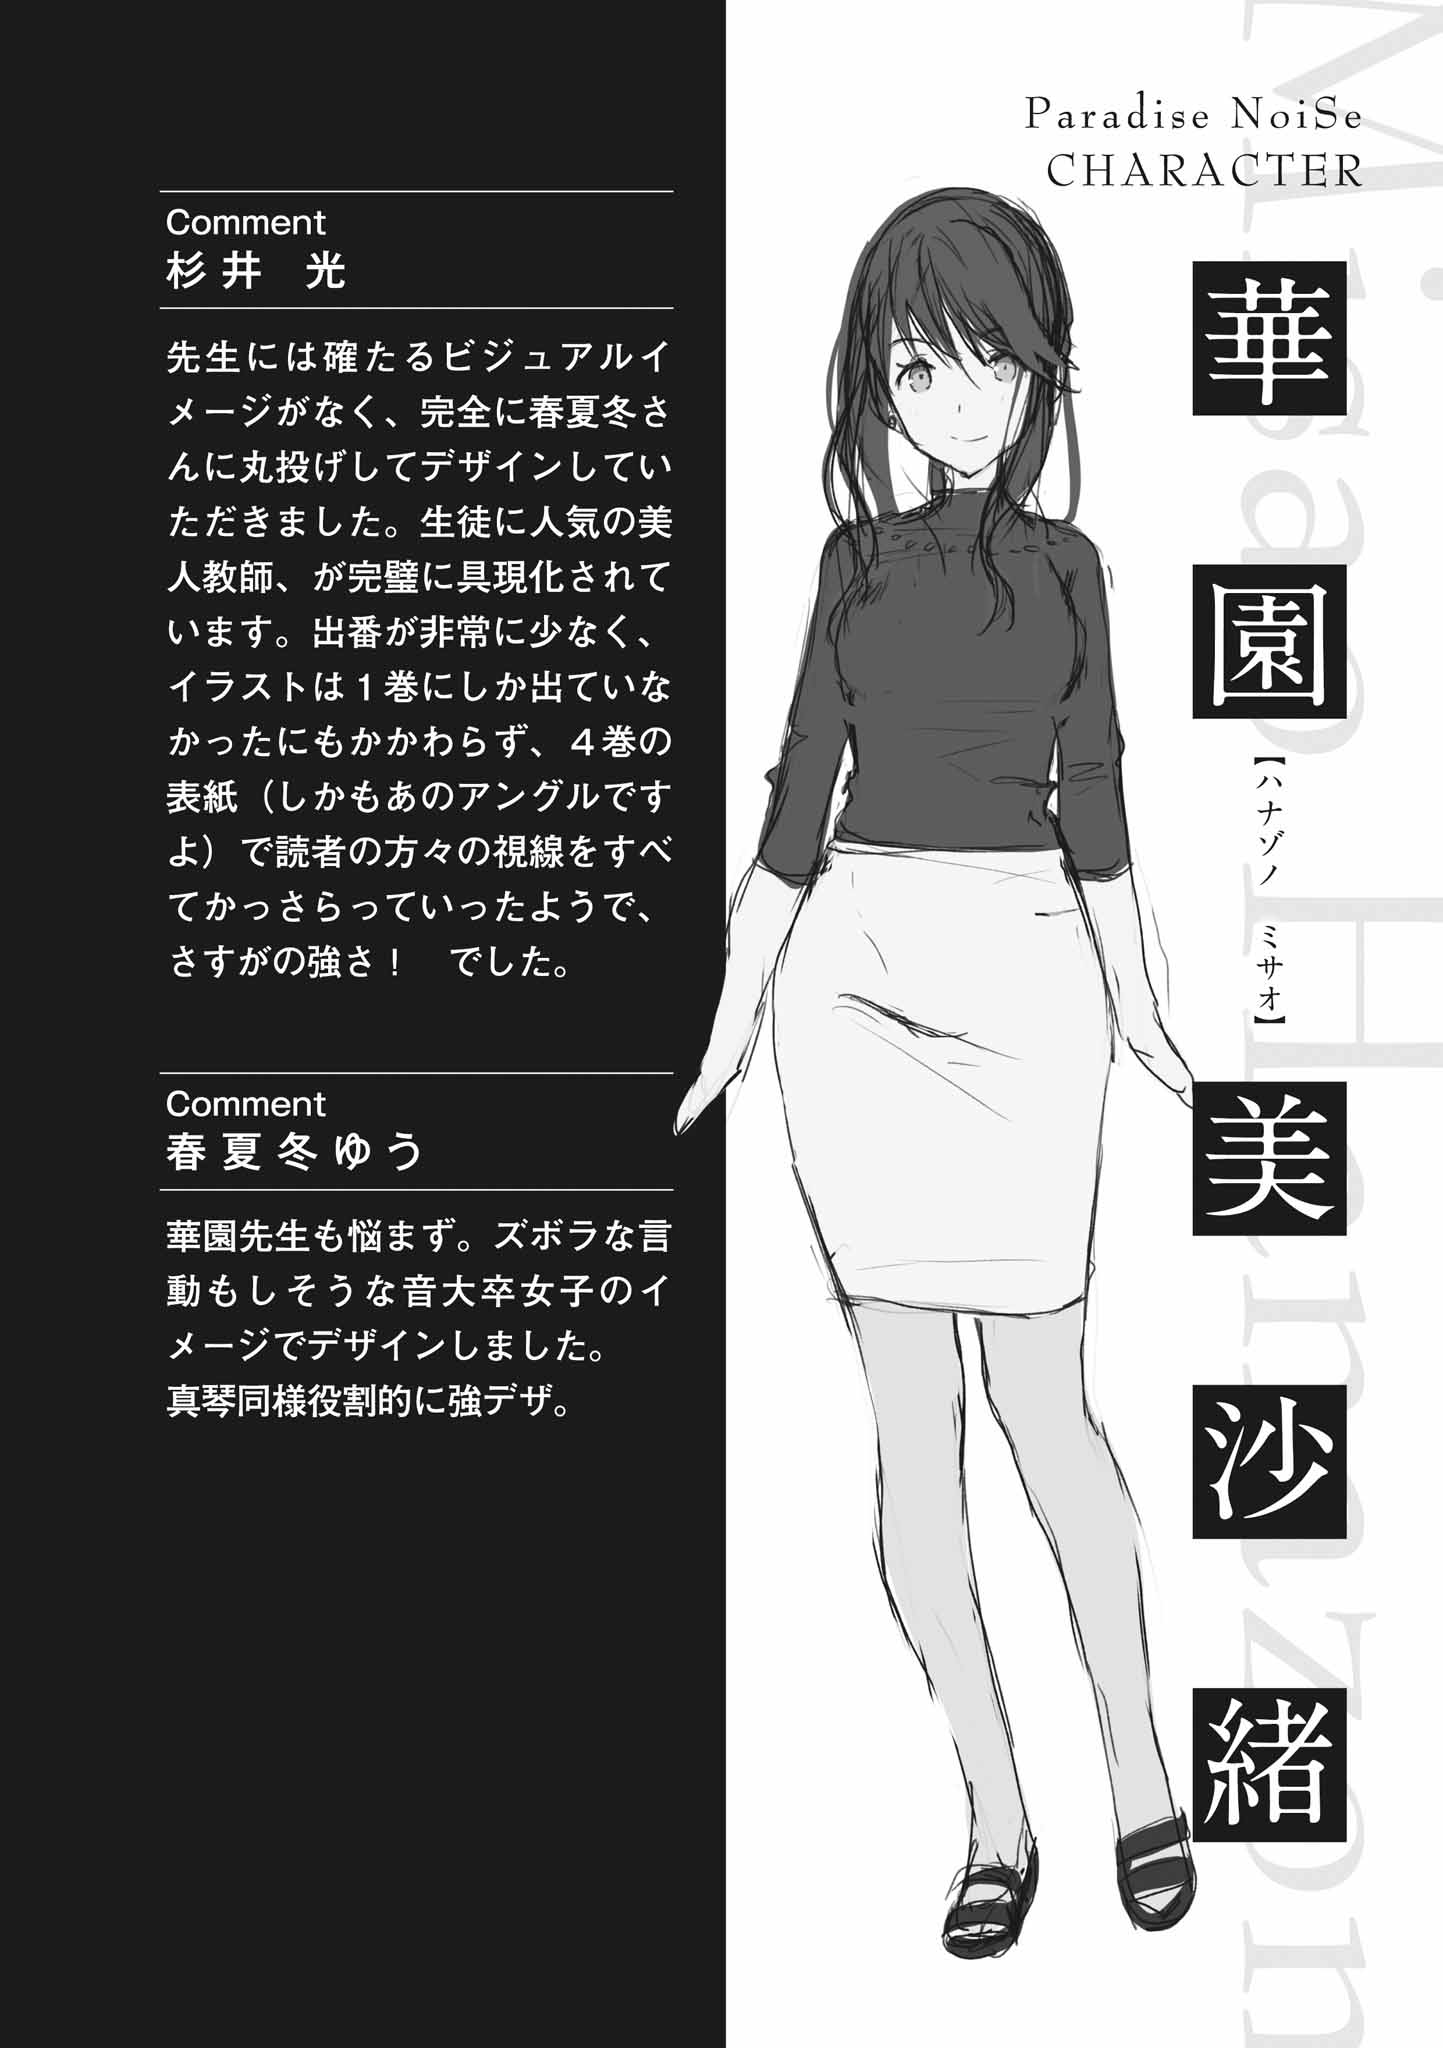 Paradise NoiSe
CHARACTER
華園美沙緒
【ハナゾノ ミサオ】
Misao Hanazon
Comment
杉井 光
先生には確たるビジュアルイ
メージがなく、完全に春夏冬さ
んに丸投げしてデザインしてい
ただきました。生徒に人気の美
人教師、が完璧に具現化されて
います。出番が非常に少なく、
イラストは１巻にしか出ていな
かったにもかかわらず、４巻の
表紙（しかもあのアングルです
よ）で読者の方々の視線をすべ
てかっさらっていったようで、
さすがの強さ！　でした。
Comment
春夏冬ゆう
華園先生も悩まず。ズボラな言
動もしそうな音大卒女子のイ
メージでデザインしました。
真琴同様役割的に強デザ。